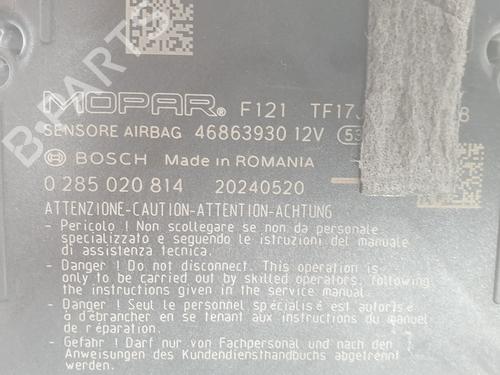 MOPAR® F121 TF17J 8
SENSORE AIRBAG 46863930 12V 53
BOSCH Made in ROMANIA
0 285 020 814 20240520
ATTENZIONE-CAUTION-ATTENTION-ACHTUNG
- Pericolo ! Non scollegare se non da personale
specializzato e seguendo le istruzioni del manuale
di assistenza tecnica.
- Danger ! Do not disconnect. This operation is
only to be carried out by skilled operators, following
the instructions given in the service manual.
- Danger ! Seul le personnel spécialisé est autorisé
à débrancher en se tenant aux instructions du manuel
de réparation.
- Gefahr ! Darf nur von Fachpersonal und nach den
Anweisungen des Kundendiensthandbuchs abgetrennt
werden.
B-PARTS